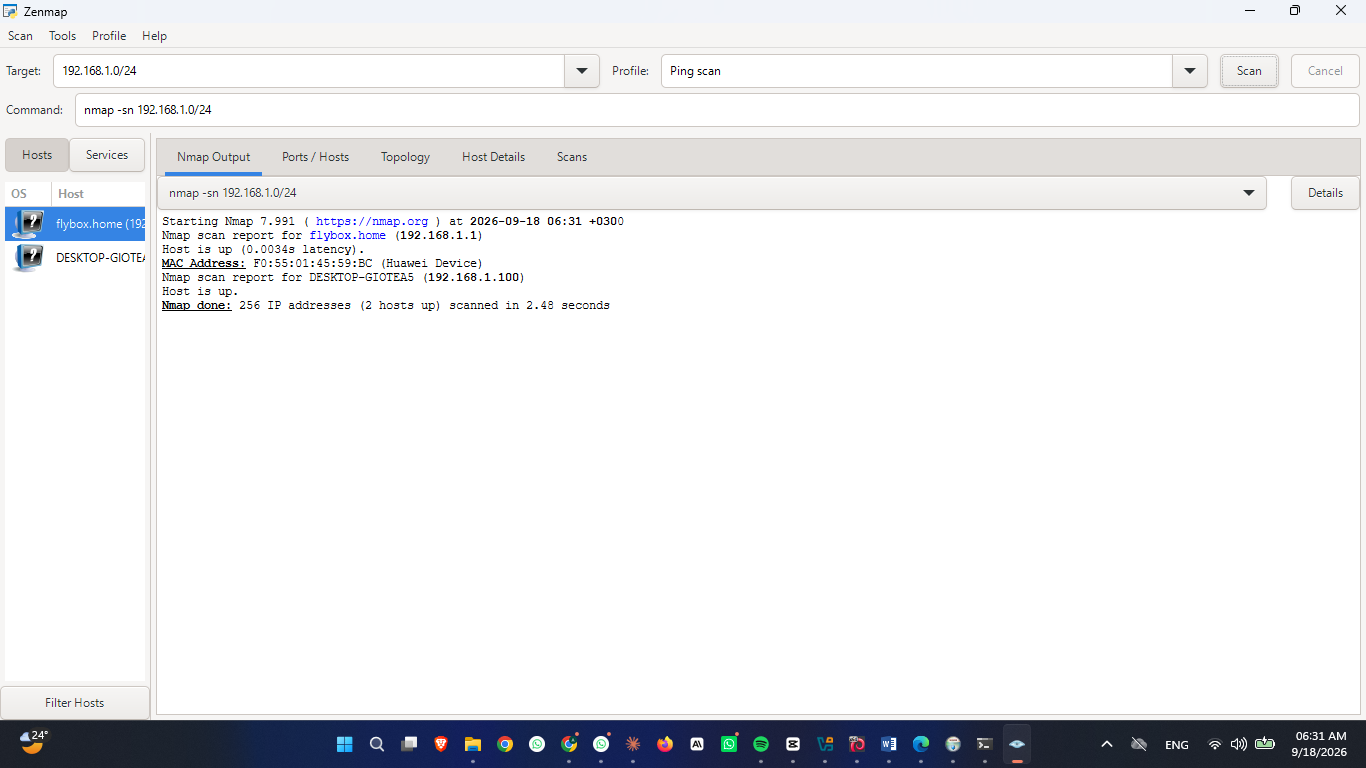 Zenmap
Scan Tools Profile Help
Target: 192.168.1.0/24 Profile: Ping scan Scan Cancel
Command: nmap -sn 192.168.1.0/24
Hosts Services
Nmap Output Ports / Hosts Topology Host Details Scans
OS Host
nmap -sn 192.168.1.0/24 Details
flybox.home (192
DESKTOP-GIOTEA
Starting Nmap 7.991 ( https://nmap.org ) at 2026-09-18 06:31 +0300
Nmap scan report for flybox.home (192.168.1.1)
Host is up (0.0034s latency).
MAC Address: F0:55:01:45:59:BC (Huawei Device)
Nmap scan report for DESKTOP-GIOTEA5 (192.168.1.100)
Host is up.
Nmap done: 256 IP addresses (2 hosts up) scanned in 2.48 seconds
Filter Hosts
24°
ENG
06:31 AM
9/18/2026